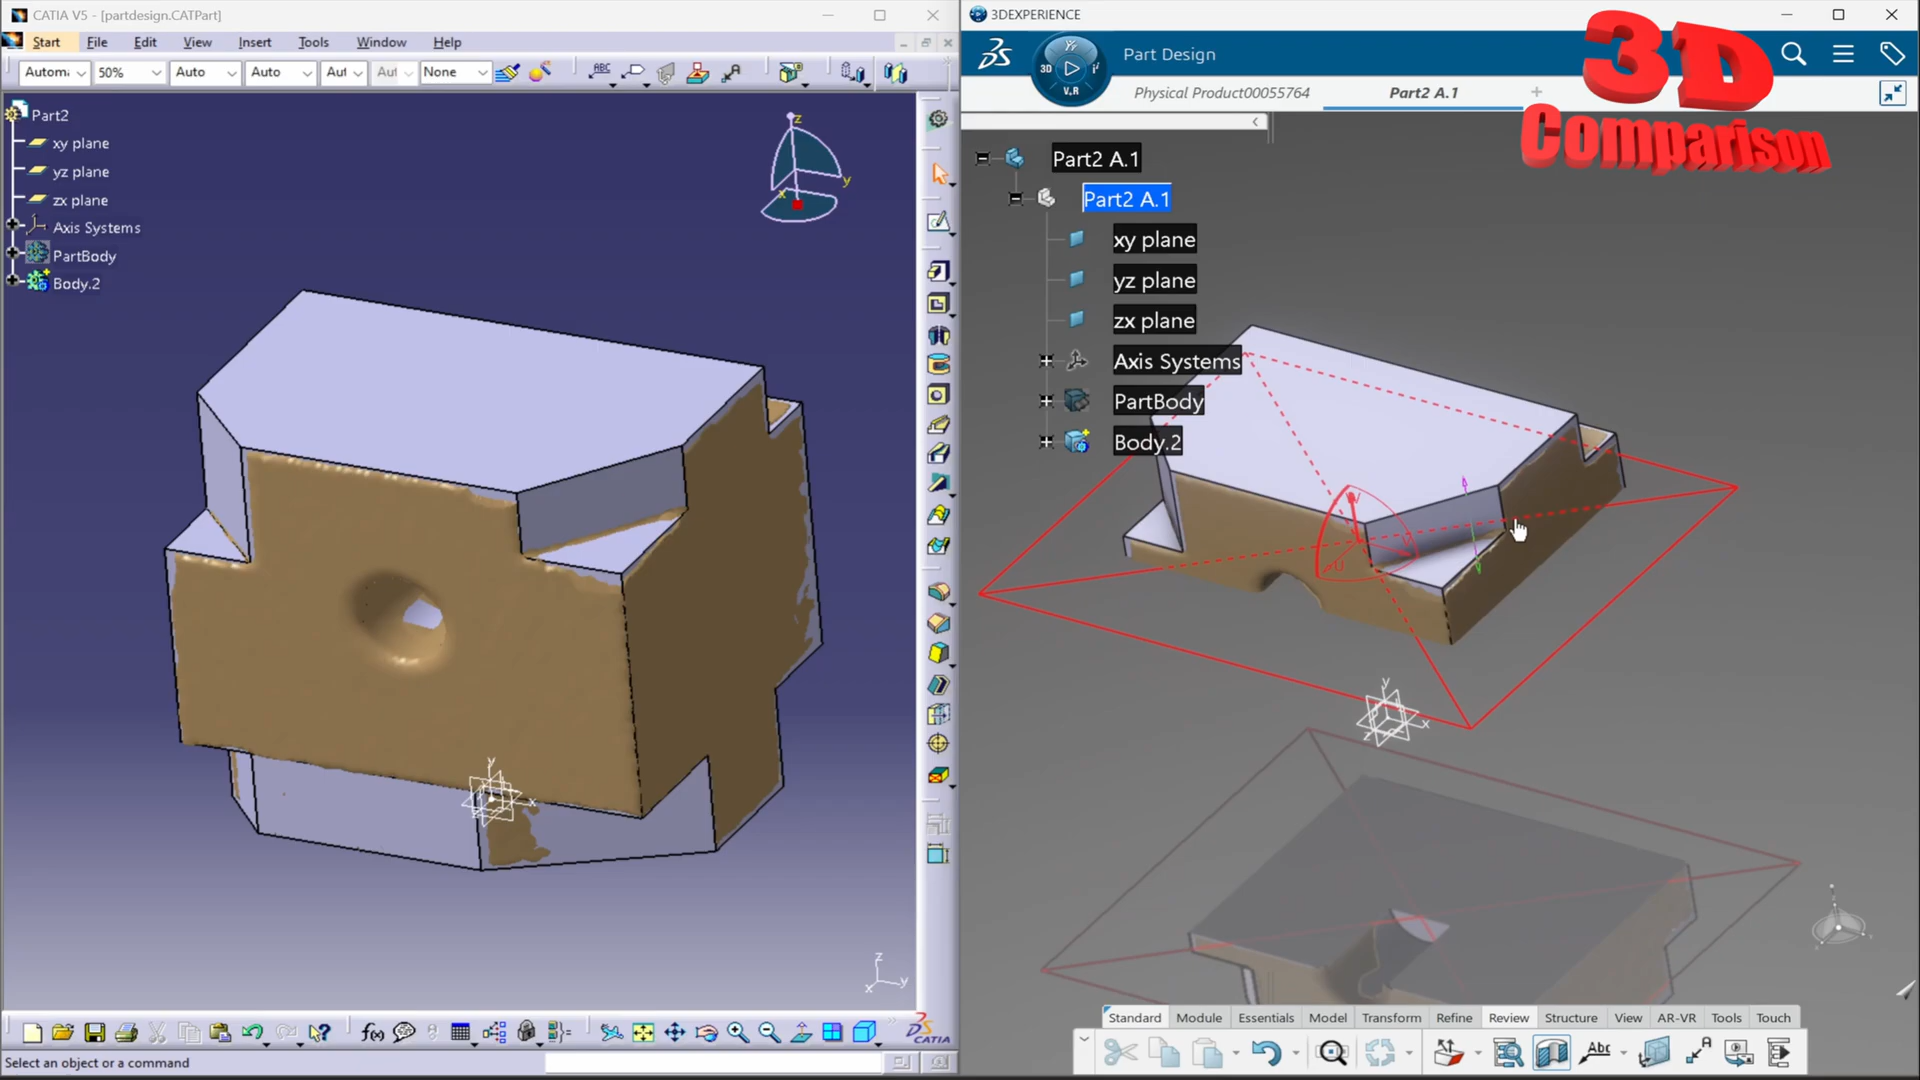 CATIA V5 - [partdesign.CATPart]
Start File Edit View Insert Tools Window Help
50% Auto Auto None
Part2
xy plane
yz plane
zx plane
Axis Systems
PartBody
Body.2
z
y
x
y
x
z
y
x
f(x)
CATIA
Select an object or a command
3DEXPERIENCE
3D V.R
Part Design
Physical Product00055764 Part2 A.1
3D
Comparison
Part2 A.1
Part2 A.1
xy plane
yz plane
zx plane
Axis Systems
PartBody
Body.2
y
x
z
Standard Module Essentials Model Transform Refine Review Structure View AR-VR Tools Touch
Abc